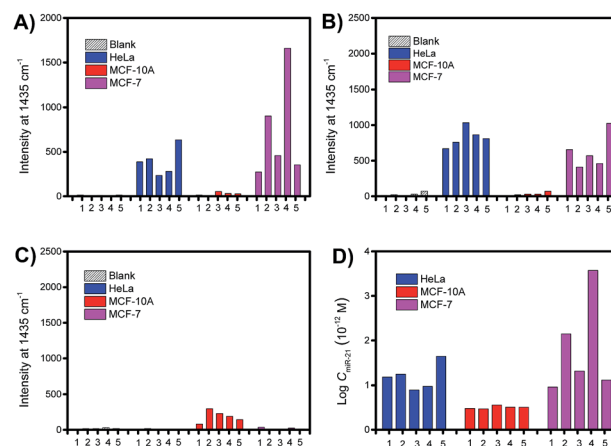 A)
Intensity at 1435 cm⁻¹
2000
1500
1000
500
0
Blank
HeLa
MCF-10A
MCF-7
1 2 3 4 5 1 2 3 4 5 1 2 3 4 5 1 2 3 4 5
B)
Intensity at 1435 cm⁻¹
2500
2000
1500
1000
500
0
Blank
HeLa
MCF-10A
MCF-7
1 2 3 4 5 1 2 3 4 5 1 2 3 4 5 1 2 3 4 5
C)
Intensity at 1435 cm⁻¹
2500
2000
1500
1000
500
0
Blank
HeLa
MCF-10A
MCF-7
1 2 3 4 5 1 2 3 4 5 1 2 3 4 5 1 2 3 4 5
D)
Log C miR-21 (10⁻¹² M)
4
3
2
1
0
HeLa
MCF-10A
MCF-7
1 2 3 4 5 1 2 3 4 5 1 2 3 4 5